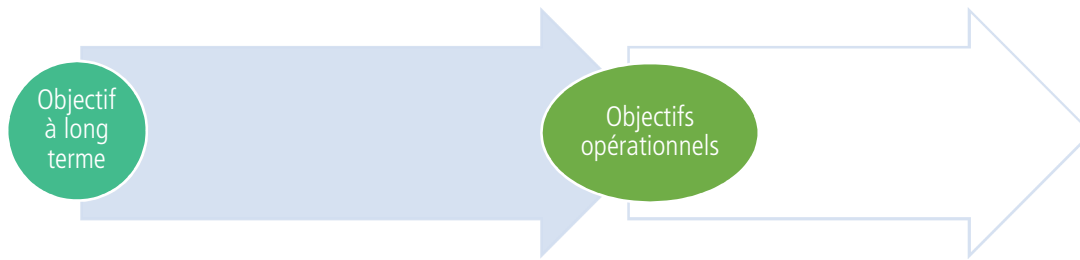 Objectif
à long
terme
Objectifs
opérationnels